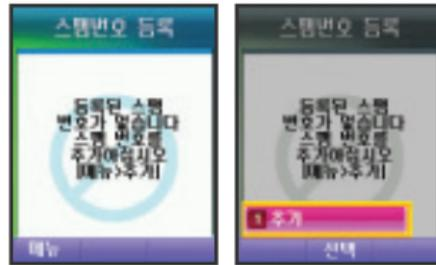 스팸번호 등록
등록된 스팸
번호가 없습니다
스팸 번호를
추가하십시오
[메뉴>추가]
메뉴
스팸번호 등록
등록된 스팸
번호가 없습니다
스팸 번호를
추가하십시오
[메뉴>추가]
1 추가
선택